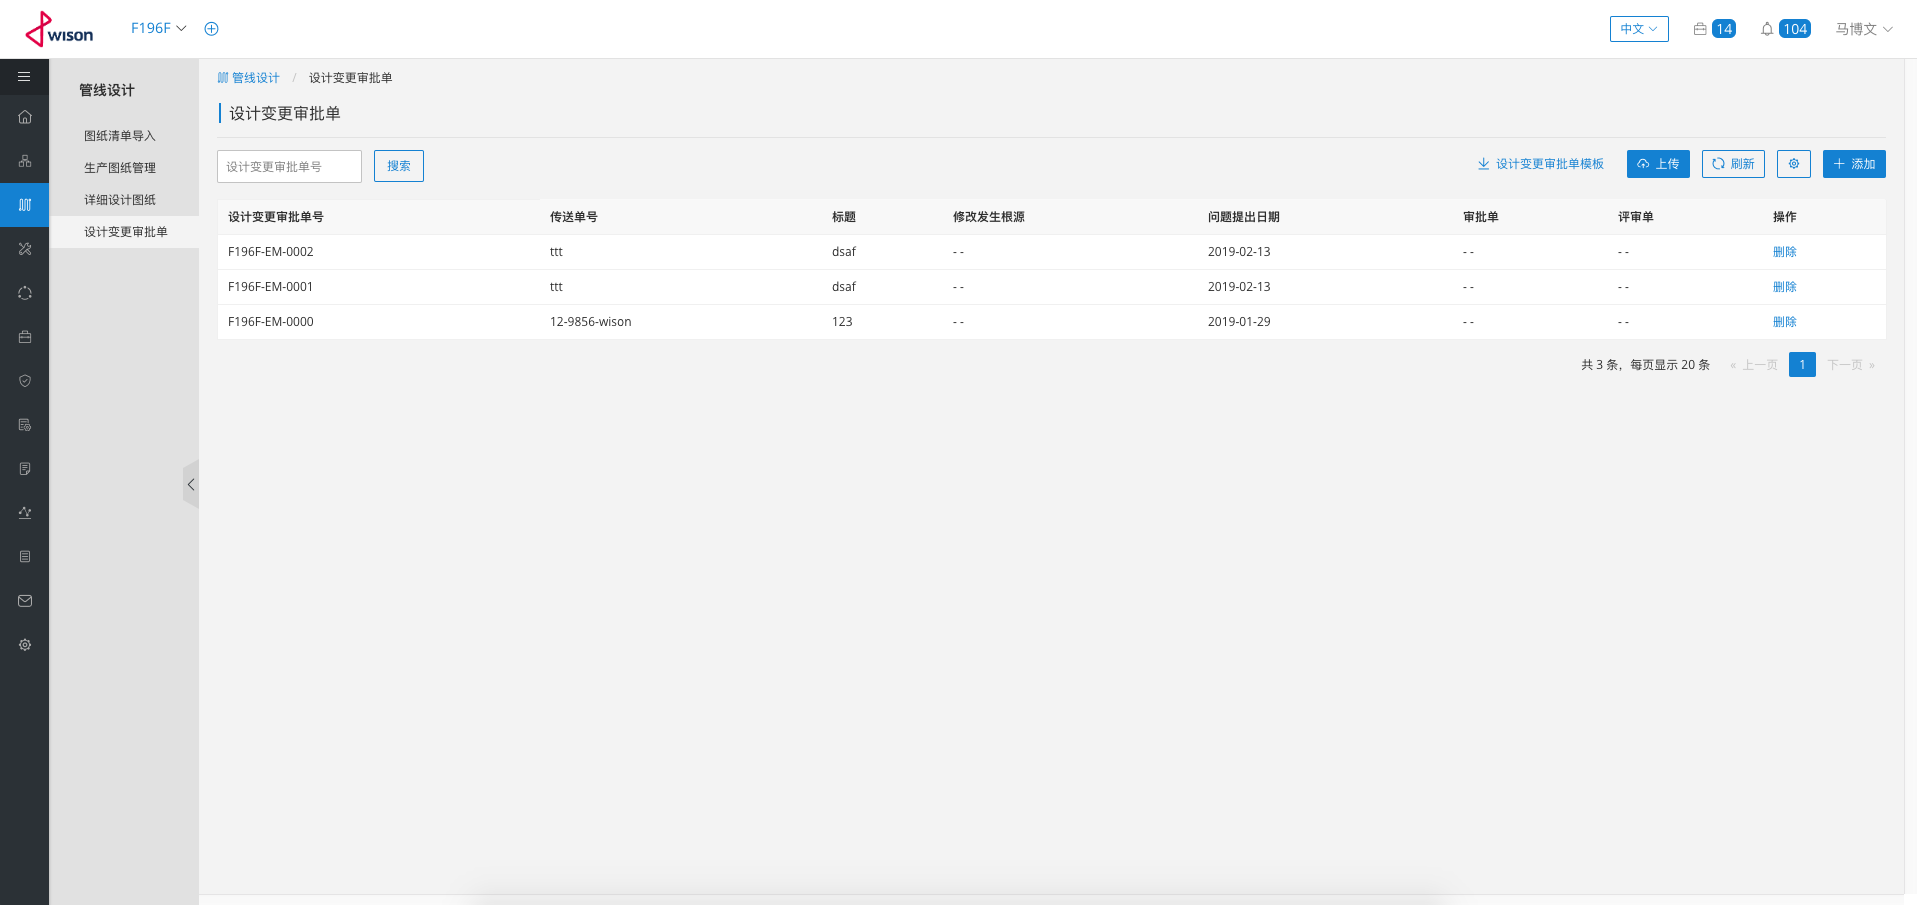 wison
F196F
中文
14
104
马博文
管线设计
图纸清单导入
生产图纸管理
详细设计图纸
设计变更审批单
管线设计 / 设计变更审批单
设计变更审批单
设计变更审批单号
搜索
设计变更审批单模板
上传
刷新
添加
设计变更审批单号 传送单号 标题 修改发生根源 问题提出日期 审批单 评审单 操作
F196F-EM-0002 ttt dsaf - - 2019-02-13 - - - - 删除
F196F-EM-0001 ttt dsaf - - 2019-02-13 - - - - 删除
F196F-EM-0000 12-9856-wison 123 - - 2019-01-29 - - - - 删除
共 3 条，每页显示 20 条 « 上一页 1 下一页 »